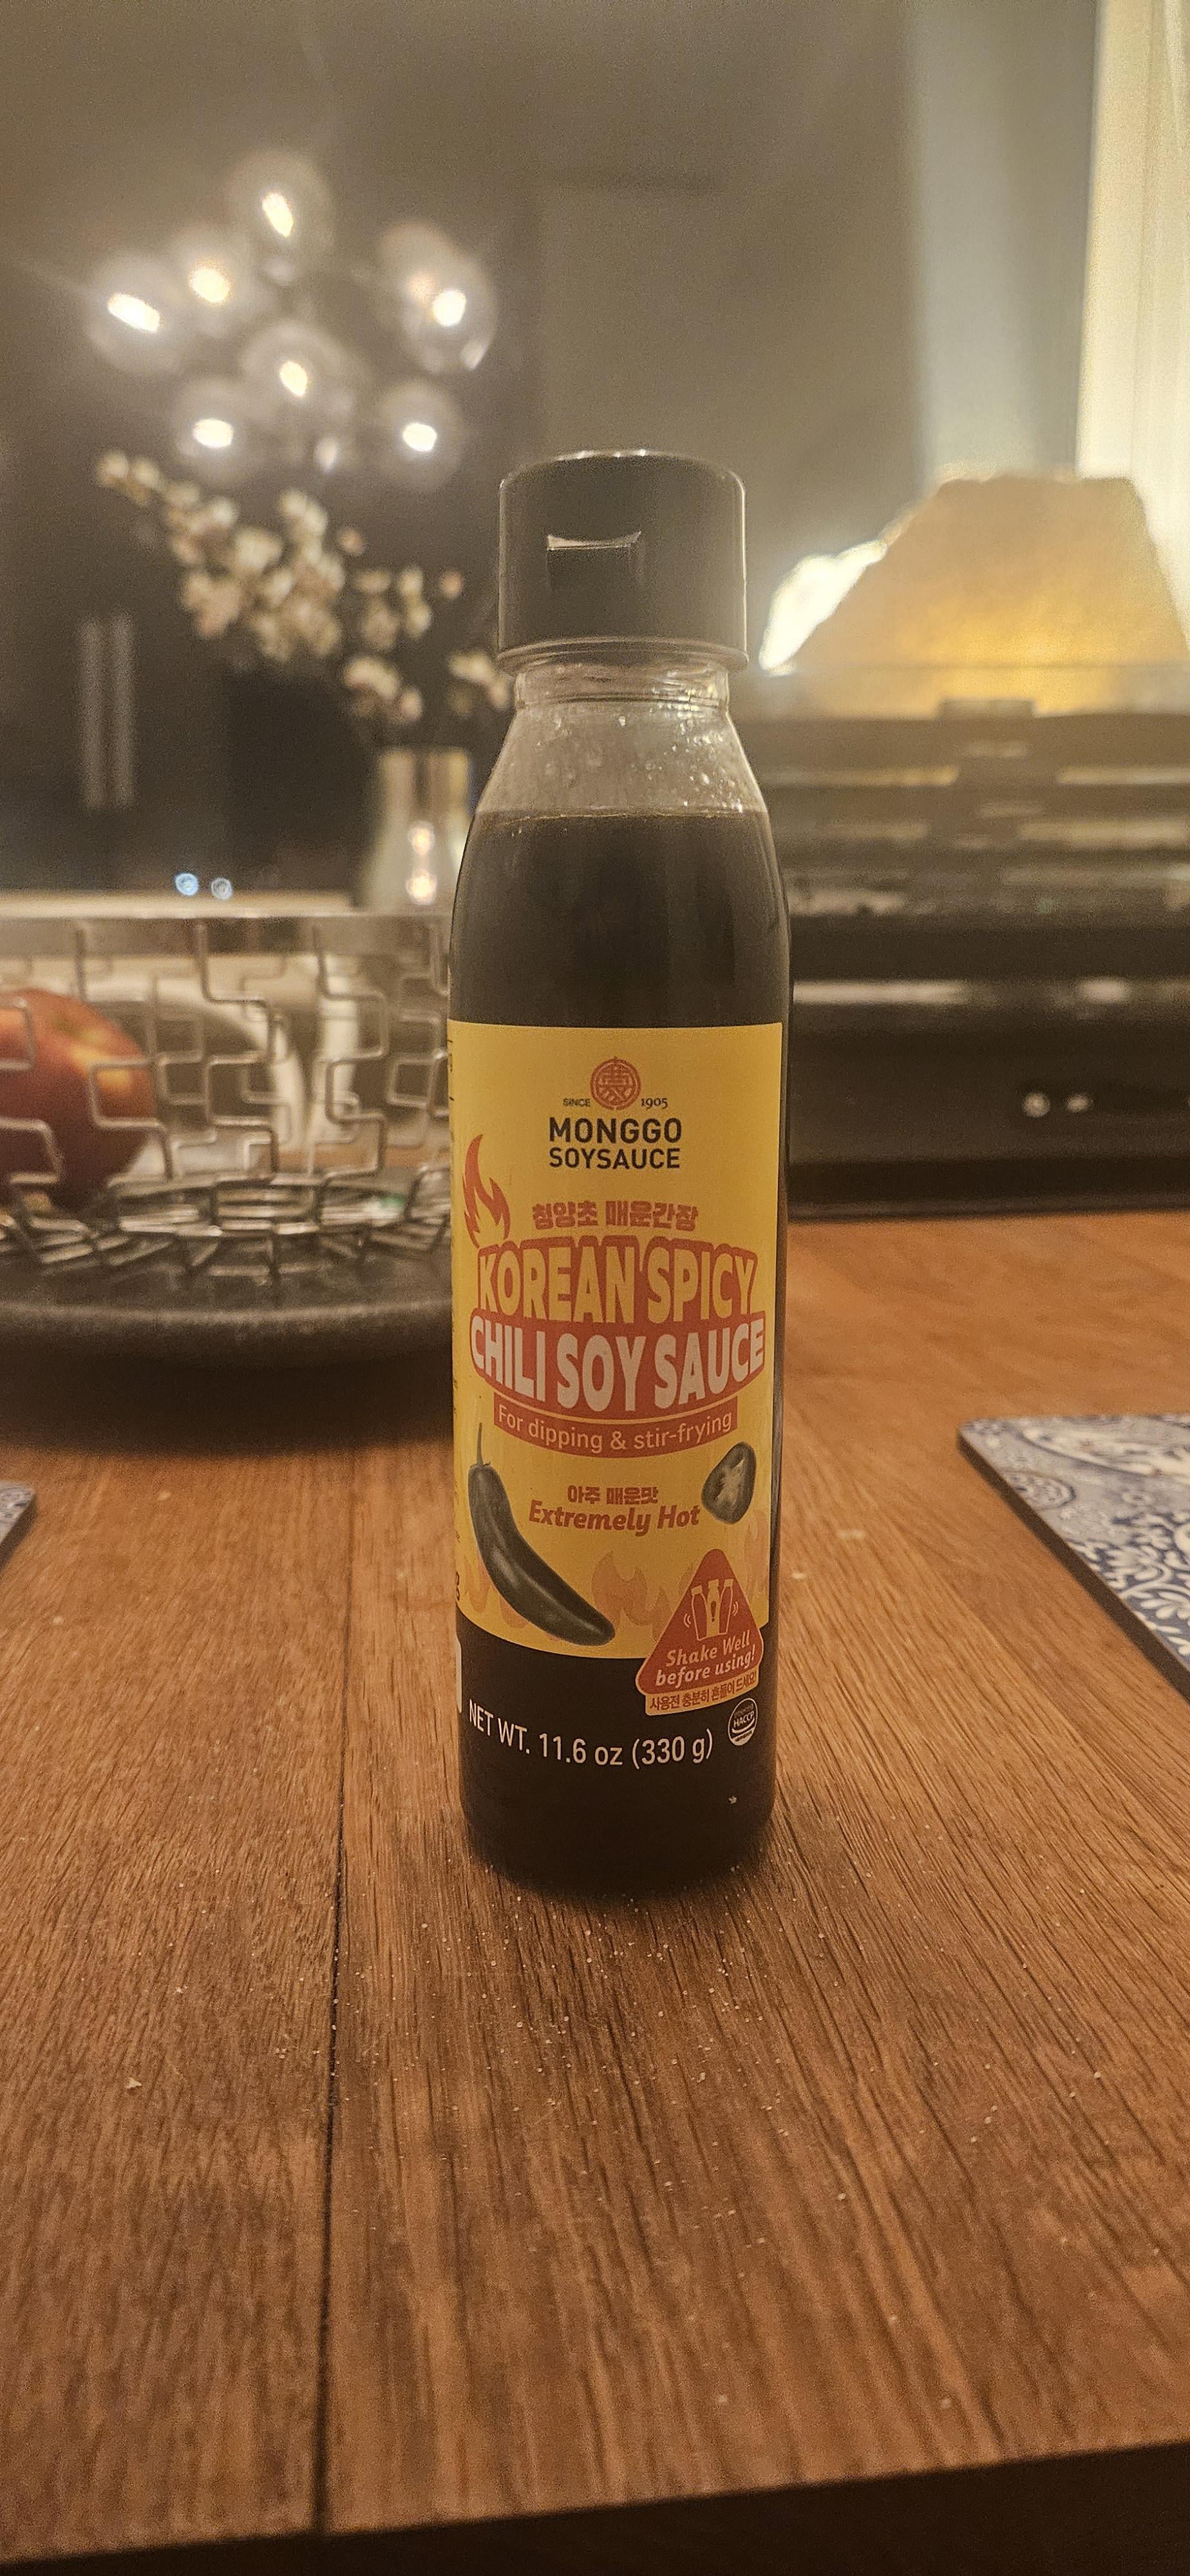 SINCE 1905
MONGGO
SOYSAUCE
청양초 매운간장
KOREAN SPICY
CHILI SOY SAUCE
For dipping & stir-frying
아주 매운맛
Extremely Hot
Shake Well
before using!
사용전 충분히 흔들어 드세요!
NET WT. 11.6 oz (330 g)
HACCP